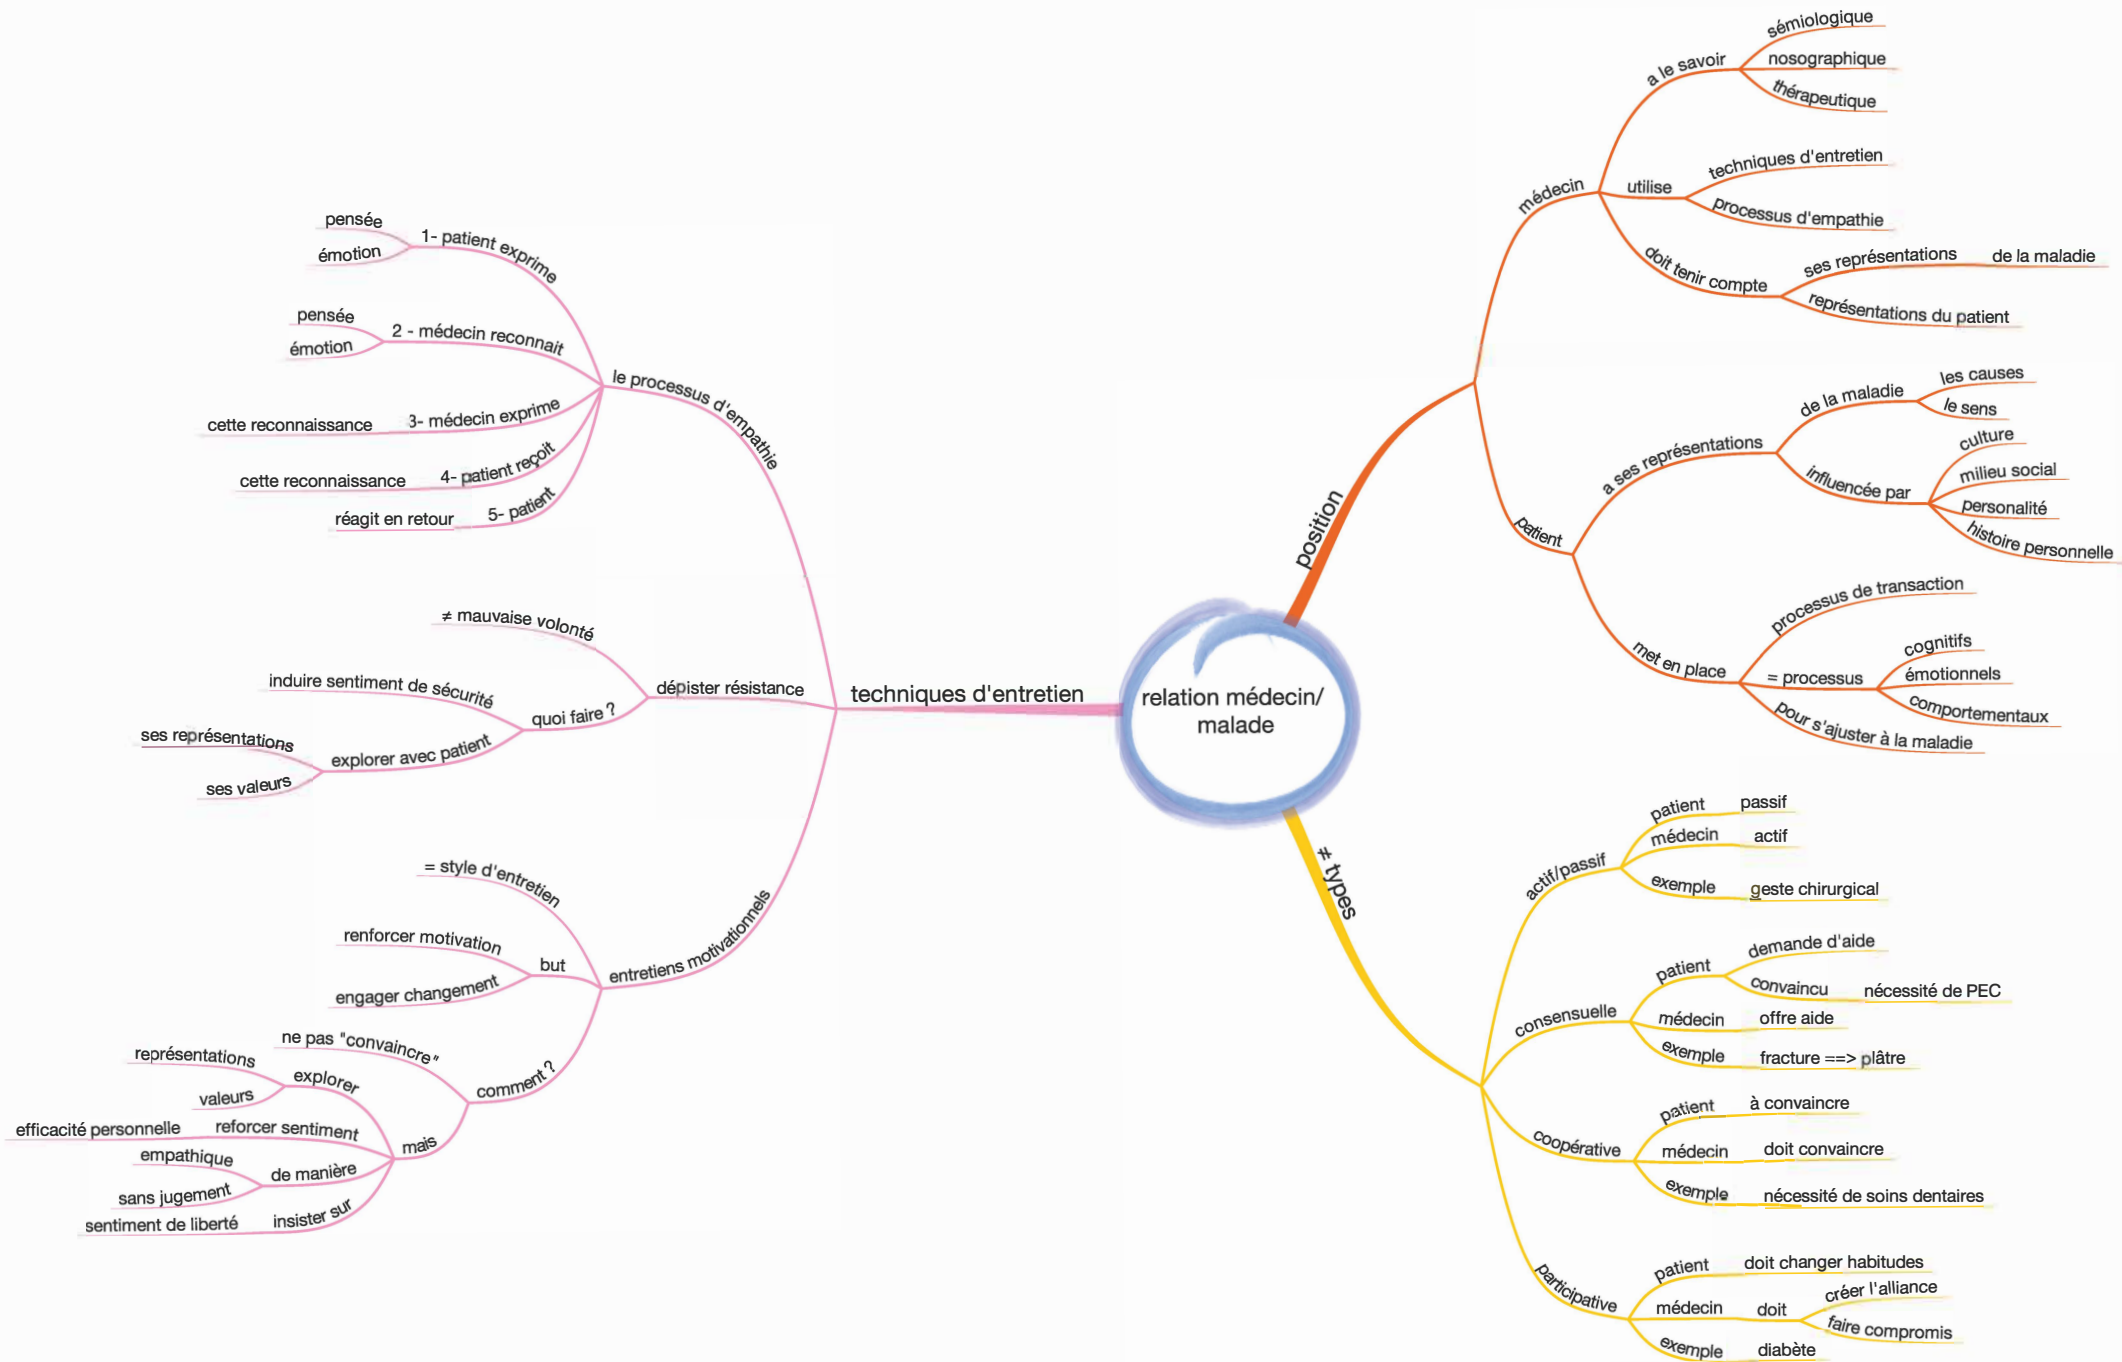 relation médecin/
malade
position
médecin
a le savoir
sémiologique
nosographique
thérapeutique
utilise
techniques d'entretien
processus d'empathie
doit tenir compte
ses représentations
de la maladie
représentations du patient
patient
a ses représentations
de la maladie
les causes
le sens
influencée par
culture
milieu social
personalité
histoire personnelle
met en place
processus de transaction
= processus
cognitifs
émotionnels
comportementaux
pour s'ajuster à la maladie
≠ types
actif/passif
patient
passif
médecin
actif
exemple
geste chirurgical
consensuelle
patient
demande d'aide
convaincu
nécessité de PEC
médecin
offre aide
exemple
fracture ==> plâtre
coopérative
patient
à convaincre
médecin
doit convaincre
exemple
nécessité de soins dentaires
participative
patient
doit changer habitudes
médecin
doit
créer l'alliance
faire compromis
exemple
diabète
techniques d'entretien
le processus d'empathie
1- patient exprime
pensée
émotion
2 - médecin reconnait
pensée
émotion
3- médecin exprime
cette reconnaissance
4- patient reçoit
cette reconnaissance
5- patient
réagit en retour
dépister résistance
≠ mauvaise volonté
quoi faire ?
induire sentiment de sécurité
explorer avec patient
ses représentations
ses valeurs
entretiens motivationnels
= style d'entretien
but
renforcer motivation
engager changement
comment ?
ne pas "convaincre"
mais
explorer
représentations
valeurs
reforcer sentiment
efficacité personnelle
de manière
empathique
sans jugement
insister sur
sentiment de liberté